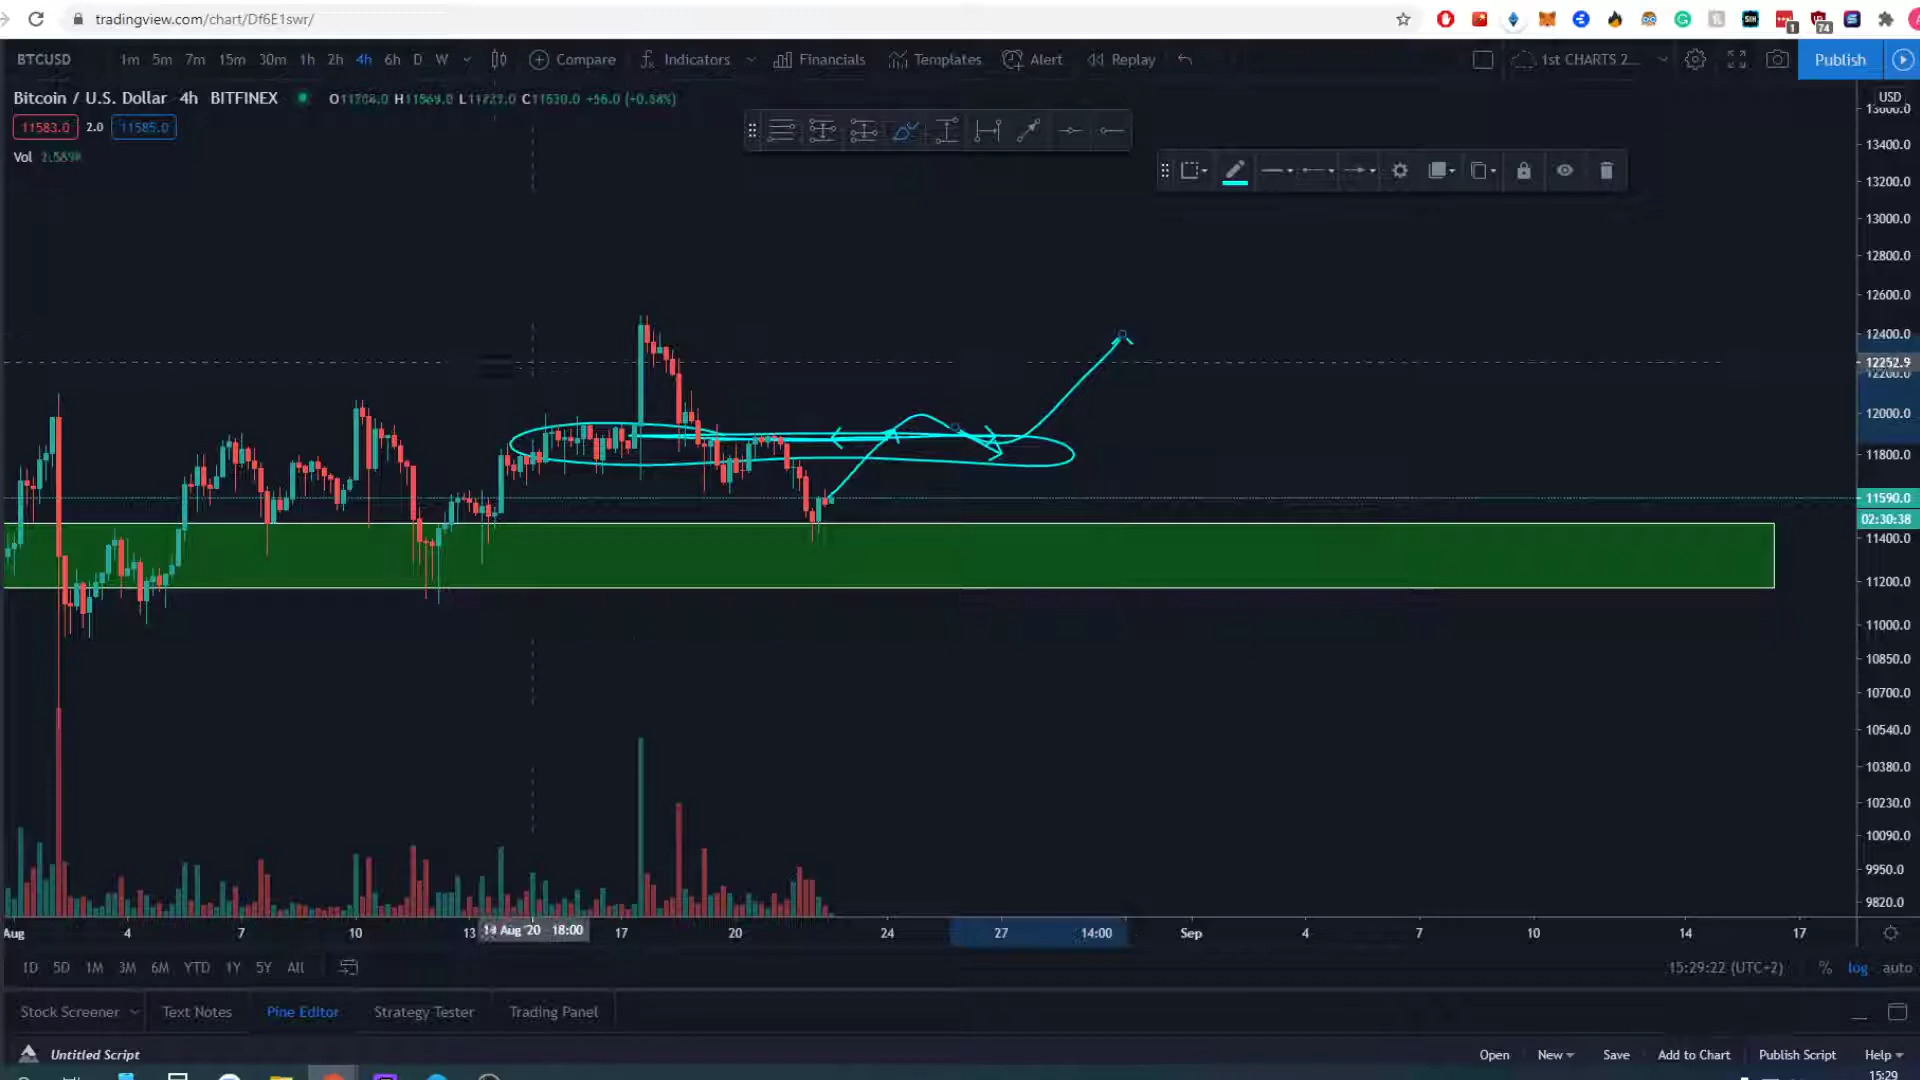 tradingview.com/chart/Df6E1swr/
BTCUSD 1m 5m 7m 15m 30m 1h 2h 4h 6h D W Compare Indicators Financials Templates Alert Replay 1st CHARTS 2... Publish
Bitcoin / U.S. Dollar 4h BITFINEX
11583.0 2.0 11585.0
Vol
USD
13400.0
13200.0
13000.0
12800.0
12600.0
12400.0
12252.9
12200.0
12000.0
11800.0
11590.0
02:30:38
11400.0
11200.0
11000.0
10850.0
10700.0
10540.0
10380.0
10230.0
10090.0
9950.0
9820.0
Aug 4 7 10 13 Aug '20 18:00 17 20 24 27 14:00 Sep 4 7 10 14 17
1D 5D 1M 3M 6M YTD 1Y 5Y All 15:29:22 (UTC+2) % log auto
Stock Screener Text Notes Pine Editor Strategy Tester Trading Panel
Untitled Script Open New Save Add to Chart Publish Script Help
15:29